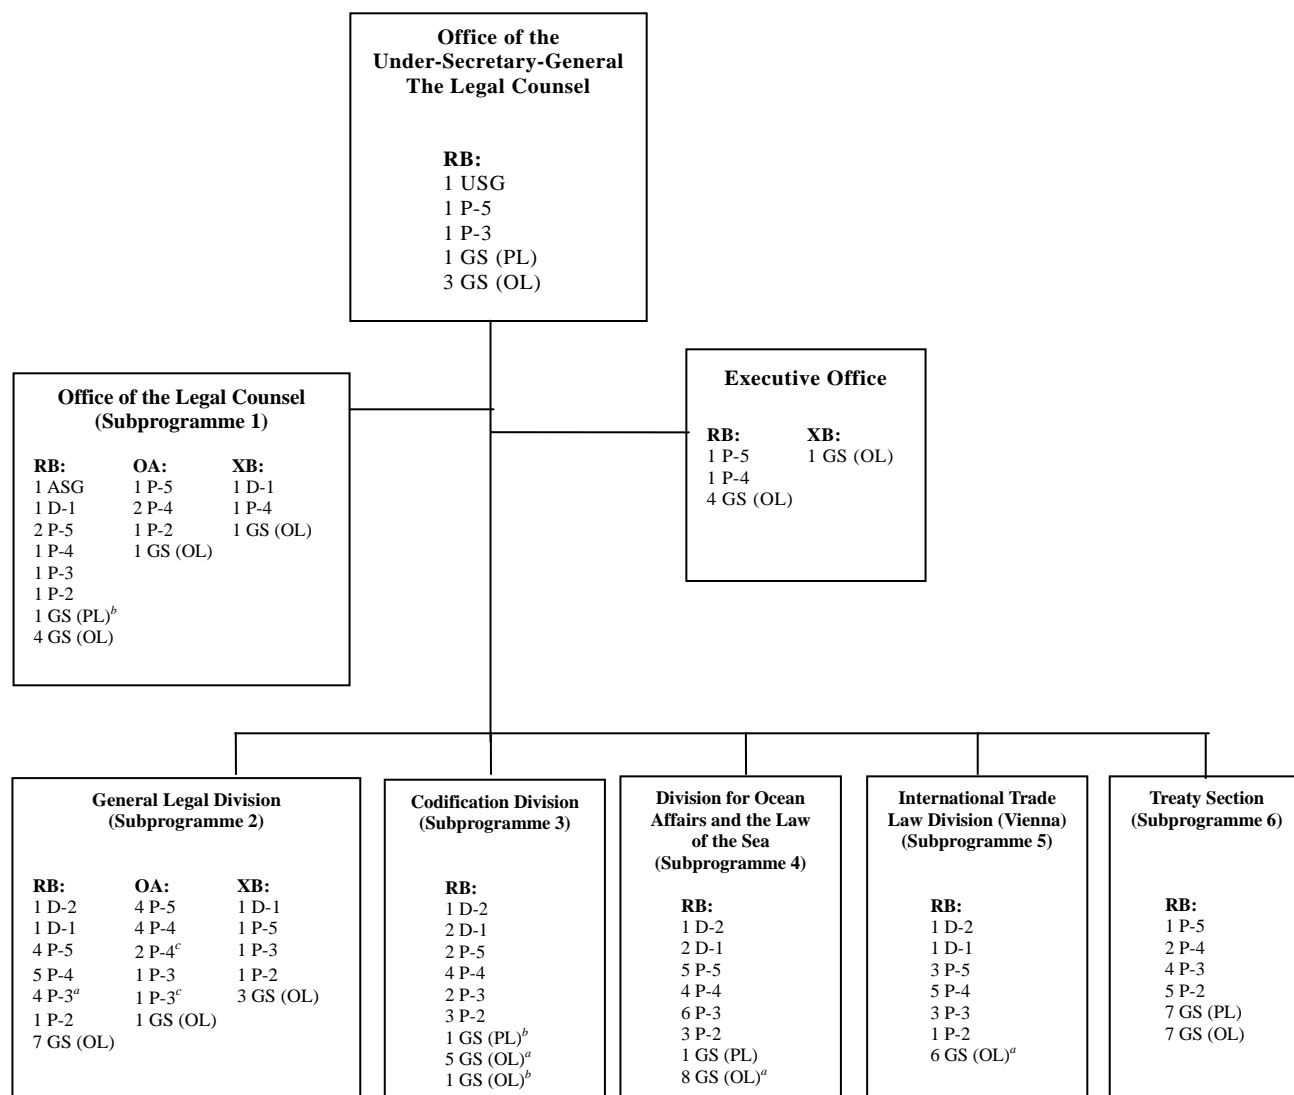 Office of the
Under-Secretary-General
The Legal Counsel
RB:
1 USG
1 P-5
1 P-3
1 GS (PL)
3 GS (OL)
Office of the Legal Counsel
(Subprogramme 1)
RB:
1 ASG
1 D-1
2 P-5
1 P-4
1 P-3
1 P-2
1 GS (PL)b
4 GS (OL)
OA:
1 P-5
2 P-4
1 P-2
1 GS (OL)
XB:
1 D-1
1 P-4
1 GS (OL)
Executive Office
RB:
1 P-5
1 P-4
4 GS (OL)
XB:
1 GS (OL)
General Legal Division
(Subprogramme 2)
RB:
1 D-2
1 D-1
4 P-5
5 P-4
4 P-3a
1 P-2
7 GS (OL)
OA:
4 P-5
4 P-4
2 P-4c
1 P-3
1 P-3c
1 GS (OL)
XB:
1 D-1
1 P-5
1 P-3
1 P-2
3 GS (OL)
Codification Division
(Subprogramme 3)
RB:
1 D-2
2 D-1
2 P-5
4 P-4
2 P-3
3 P-2
1 GS (PL)b
5 GS (OL)a
1 GS (OL)b
Division for Ocean
Affairs and the Law
of the Sea
(Subprogramme 4)
RB:
1 D-2
2 D-1
5 P-5
4 P-4
6 P-3
3 P-2
1 GS (PL)
8 GS (OL)a
International Trade
Law Division (Vienna)
(Subprogramme 5)
RB:
1 D-2
1 D-1
3 P-5
5 P-4
3 P-3
1 P-2
6 GS (OL)a
Treaty Section
(Subprogramme 6)
RB:
1 P-5
2 P-4
4 P-3
5 P-2
7 GS (PL)
7 GS (OL)